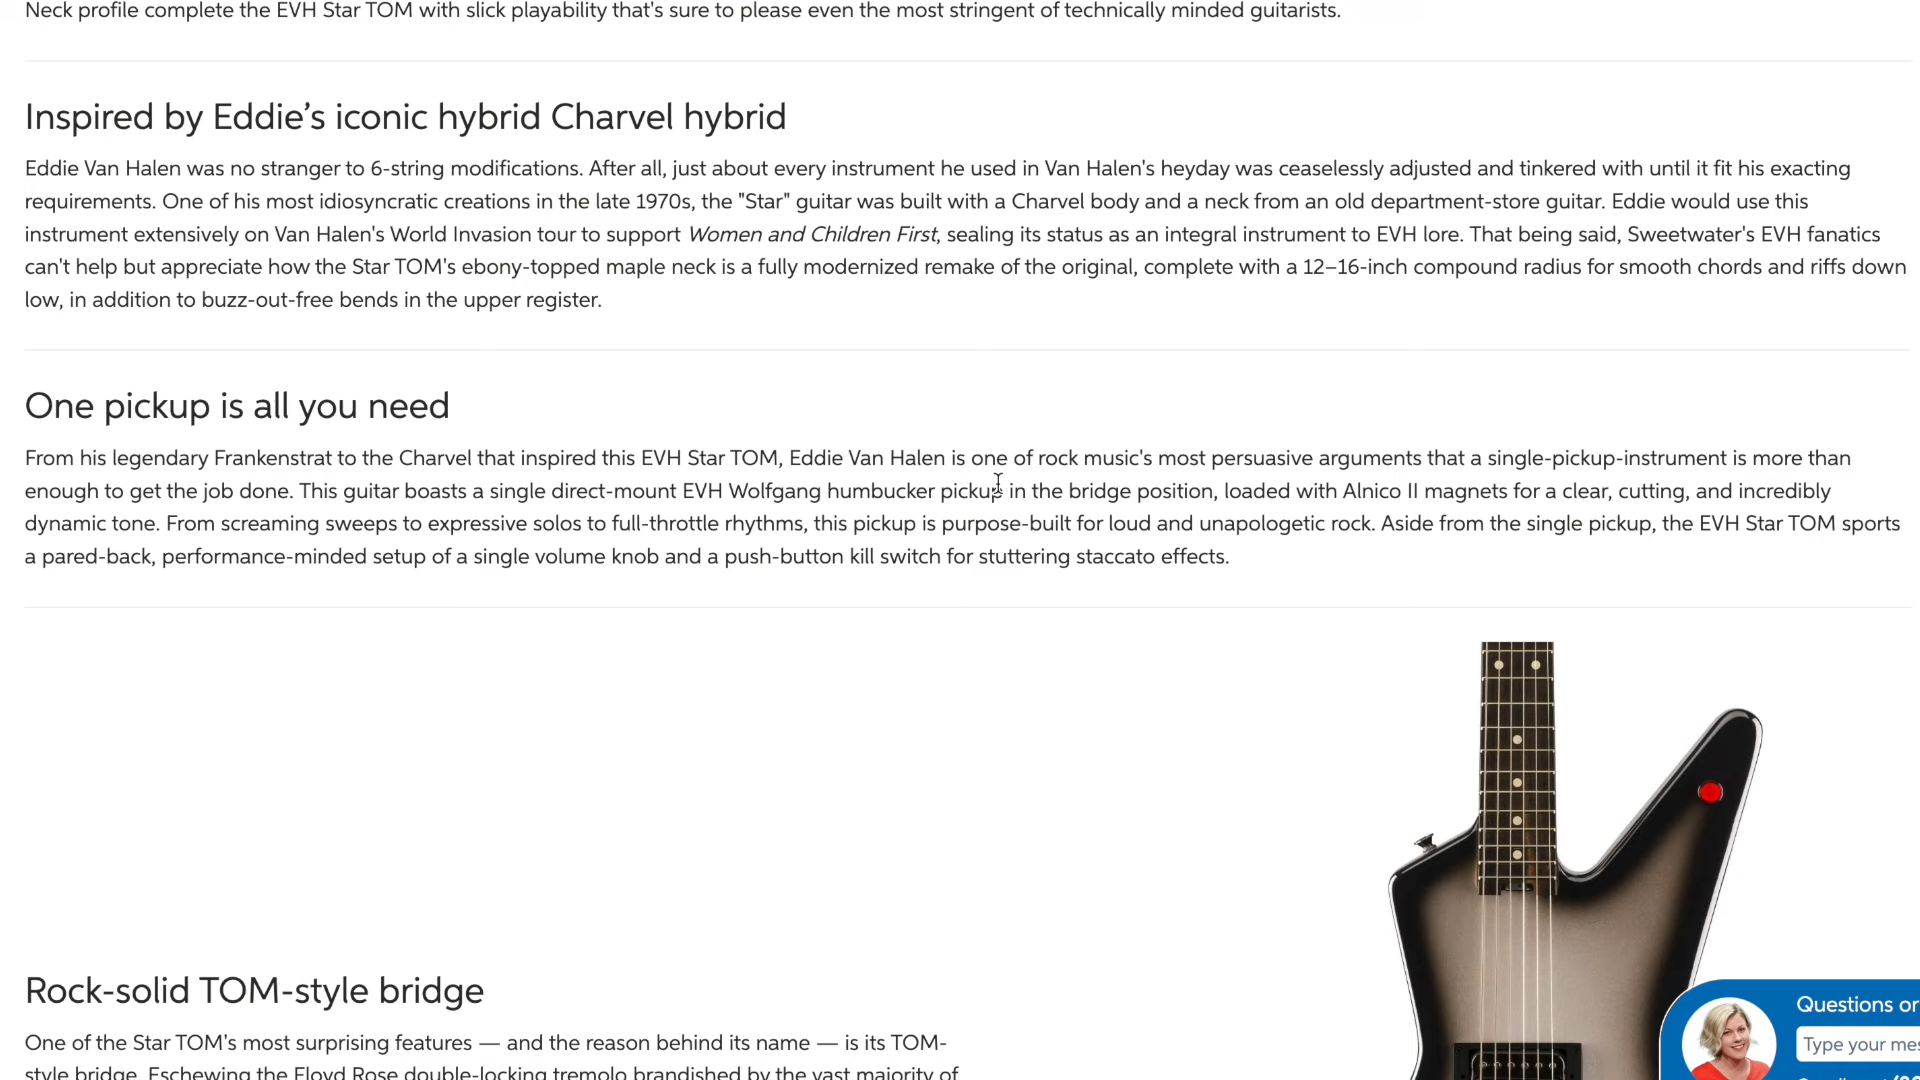 Neck profile complete the EVH Star TOM with slick playability that's sure to please even the most stringent of technically minded guitarists.
Inspired by Eddie’s iconic hybrid Charvel hybrid
Eddie Van Halen was no stranger to 6-string modifications. After all, just about every instrument he used in Van Halen's heyday was ceaselessly adjusted and tinkered with until it fit his exacting
requirements. One of his most idiosyncratic creations in the late 1970s, the "Star" guitar was built with a Charvel body and a neck from an old department-store guitar. Eddie would use this
instrument extensively on Van Halen's World Invasion tour to support Women and Children First, sealing its status as an integral instrument to EVH lore. That being said, Sweetwater's EVH fanatics
can't help but appreciate how the Star TOM's ebony-topped maple neck is a fully modernized remake of the original, complete with a 12–16-inch compound radius for smooth chords and riffs down
low, in addition to buzz-out-free bends in the upper register.
One pickup is all you need
From his legendary Frankenstrat to the Charvel that inspired this EVH Star TOM, Eddie Van Halen is one of rock music's most persuasive arguments that a single-pickup-instrument is more than
enough to get the job done. This guitar boasts a single direct-mount EVH Wolfgang humbucker pickup in the bridge position, loaded with Alnico II magnets for a clear, cutting, and incredibly
dynamic tone. From screaming sweeps to expressive solos to full-throttle rhythms, this pickup is purpose-built for loud and unapologetic rock. Aside from the single pickup, the EVH Star TOM sports
a pared-back, performance-minded setup of a single volume knob and a push-button kill switch for stuttering staccato effects.
Rock-solid TOM-style bridge
One of the Star TOM's most surprising features — and the reason behind its name — is its TOM-
style bridge. Eschewing the Floyd Rose double-locking tremolo brandished by the vast majority of
Questions or
Type your mes